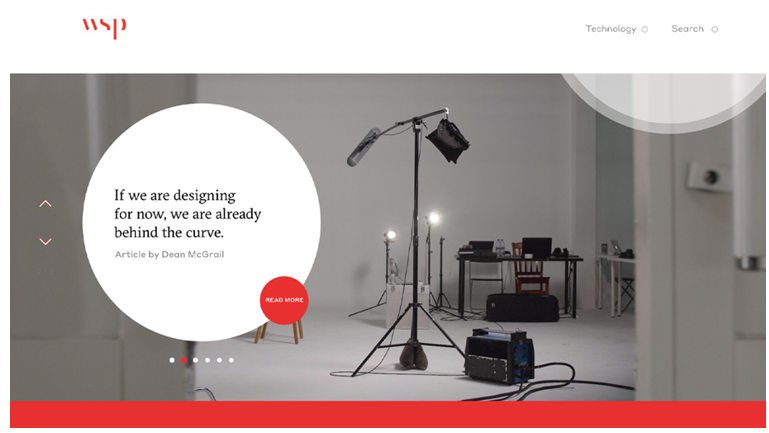 wsp
Technology
Search
If we are designing
for now, we are already
behind the curve.
Article by Dean McGrail
READ MORE